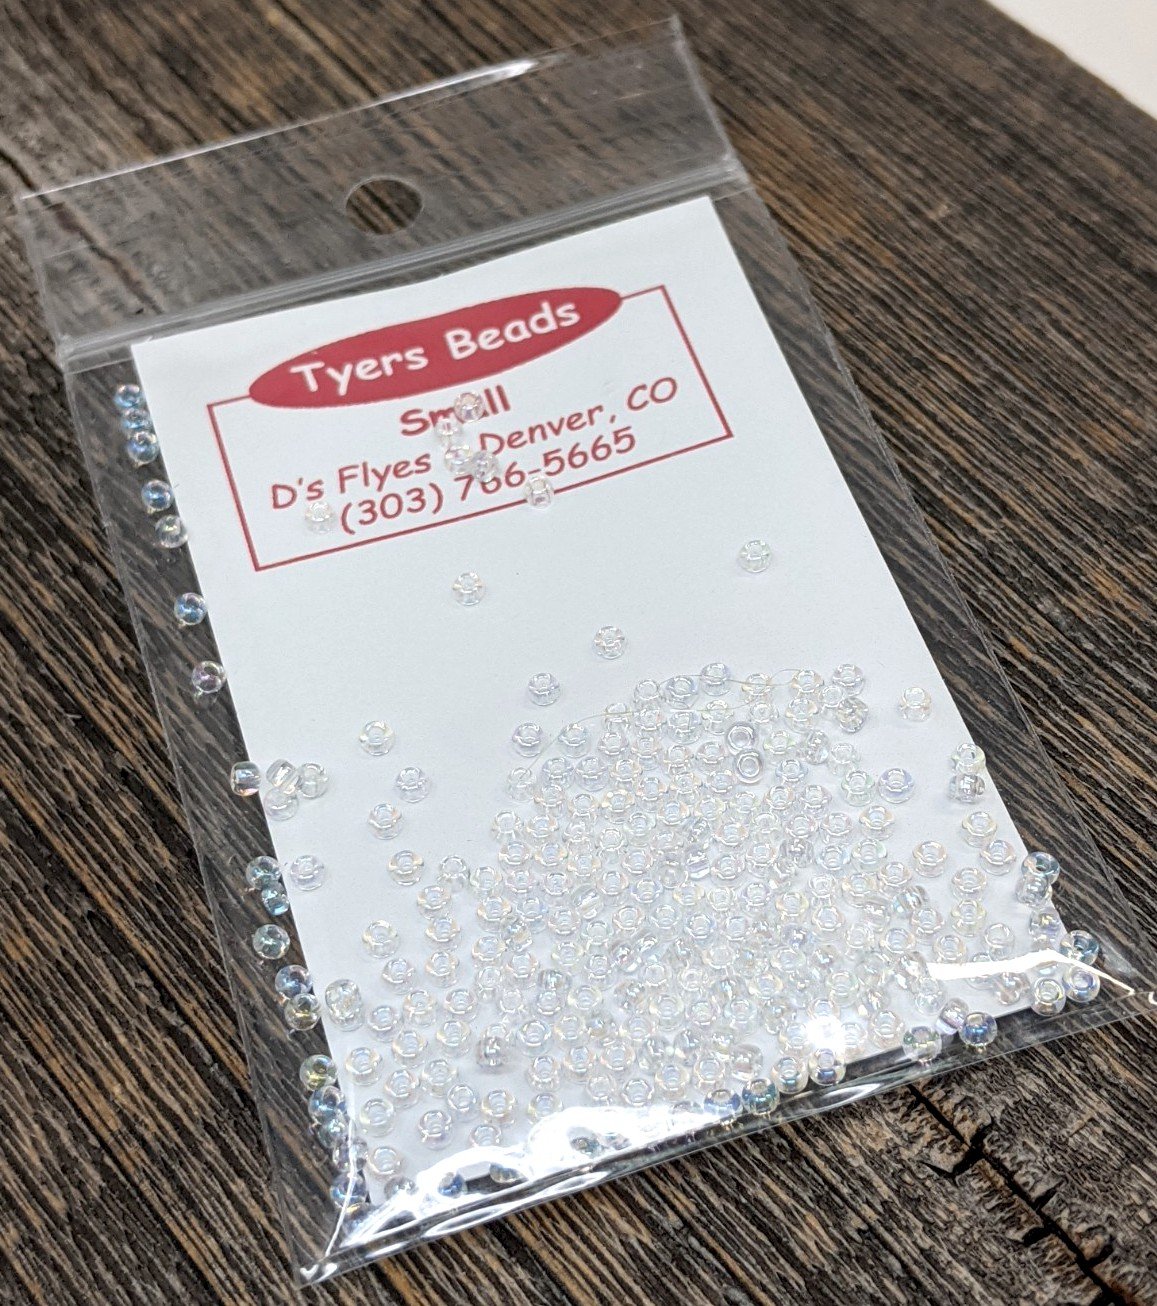 Tyers Beads
Small
D's Flyes Denver, CO
(303) 766-5665